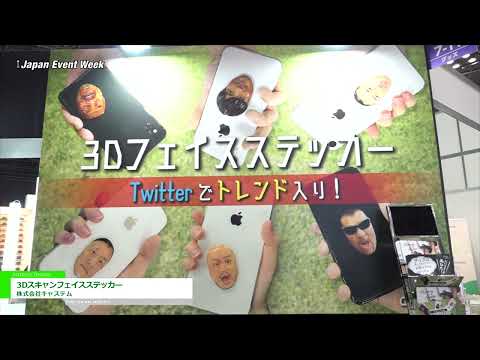 Japan Event Week
3Dフェイスステッカー
Twitterでトレンド入り!
3Dスキャンフェイスステッカー
株式会社キャステム